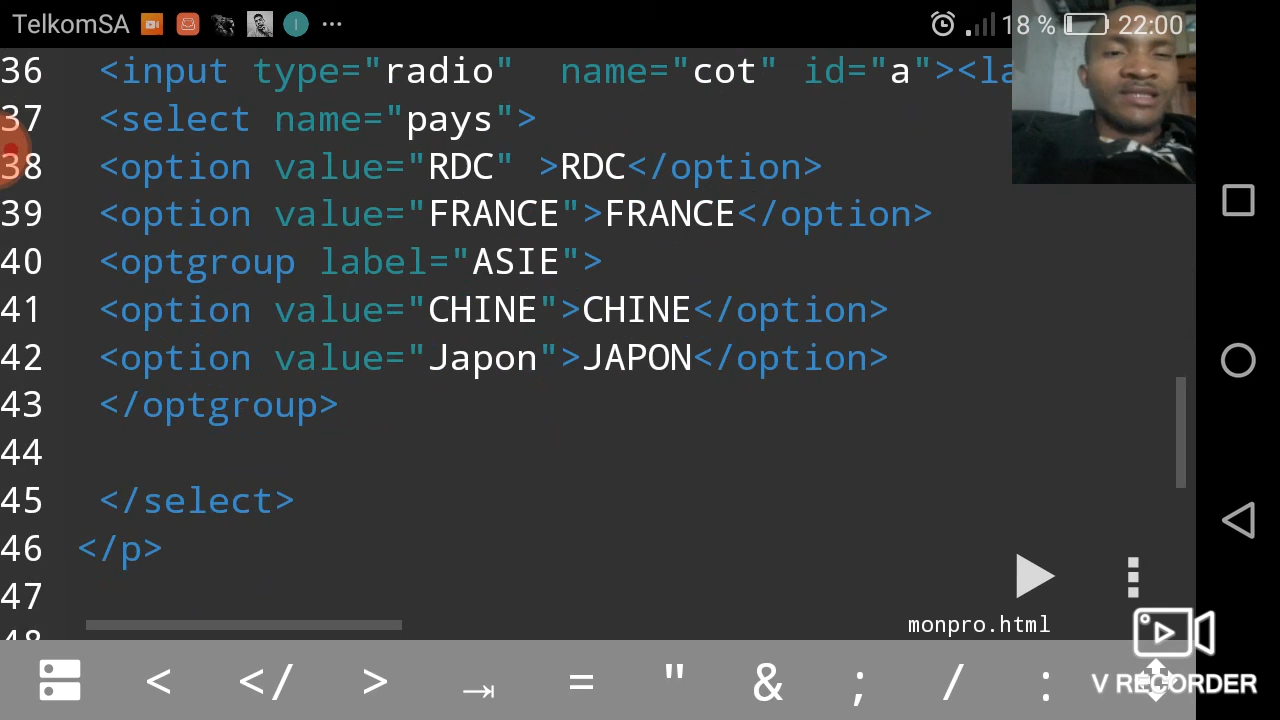 TelkomSA 18 % 22:00
36 <input type="radio" name="cot" id="a"><la
37 <select name="pays">
38 <option value="RDC" >RDC</option>
39 <option value="FRANCE">FRANCE</option>
40 <optgroup label="ASIE">
41 <option value="CHINE">CHINE</option>
42 <option value="Japon">JAPON</option>
43 </optgroup>
44
45 </select>
46 </p>
47
monpro.html
48
< </ > ⇥ = " & ; / :
V RECORDER